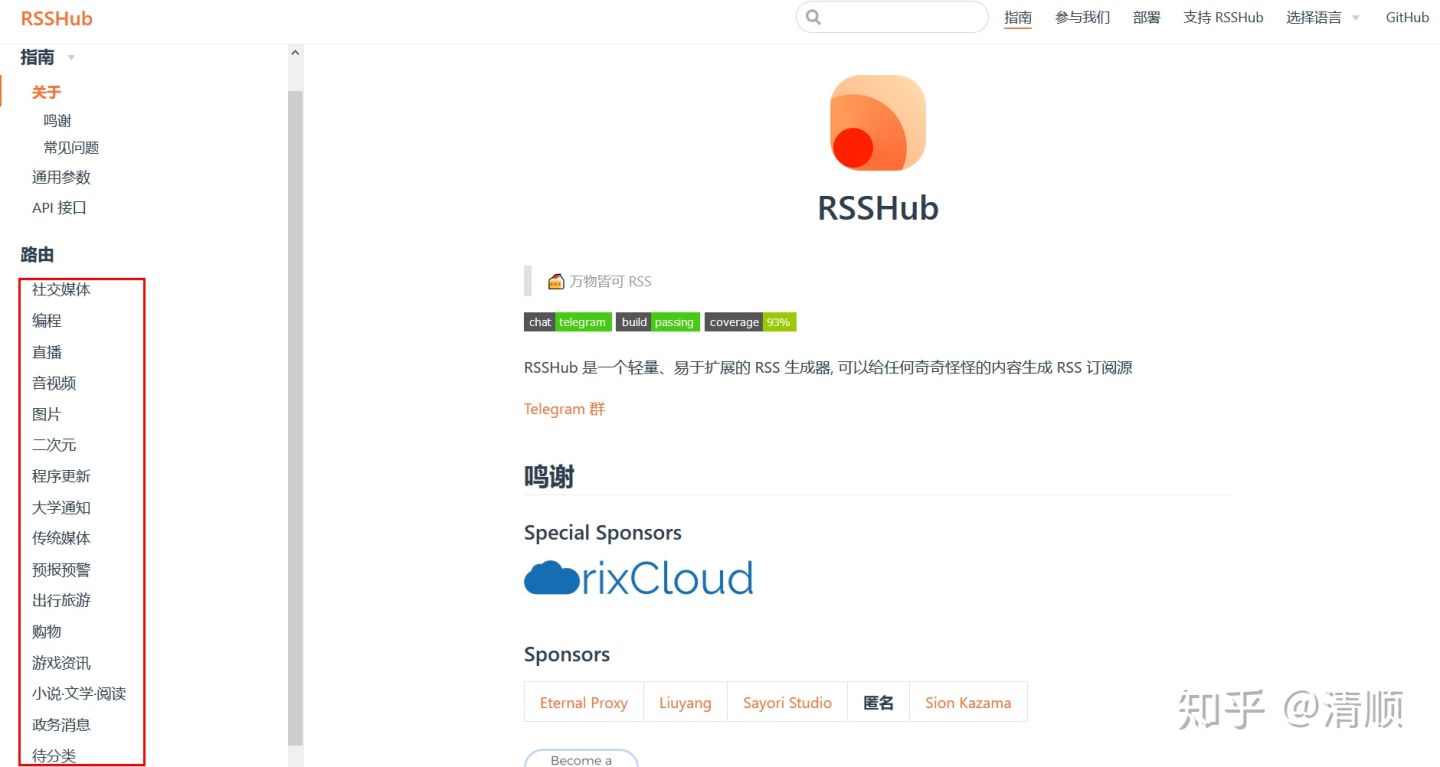 RSSHub
指南 参与我们 部署 支持 RSSHub 选择语言 GitHub
指南
关于
鸣谢
常见问题
通用参数
API 接口
路由
社交媒体
编程
直播
音视频
图片
二次元
程序更新
大学通知
传统媒体
预报预警
出行旅游
购物
游戏资讯
小说·文学·阅读
政务消息
待分类
RSSHub
🍰 万物皆可 RSS
chat telegram build passing coverage 93%
RSSHub 是一个轻量、易于扩展的 RSS 生成器, 可以给任何奇奇怪怪的内容生成 RSS 订阅源
Telegram 群
鸣谢
Special Sponsors
rixCloud
Sponsors
Eternal Proxy Liuyang Sayori Studio 匿名 Sion Kazama
Become a
知乎 @清顺